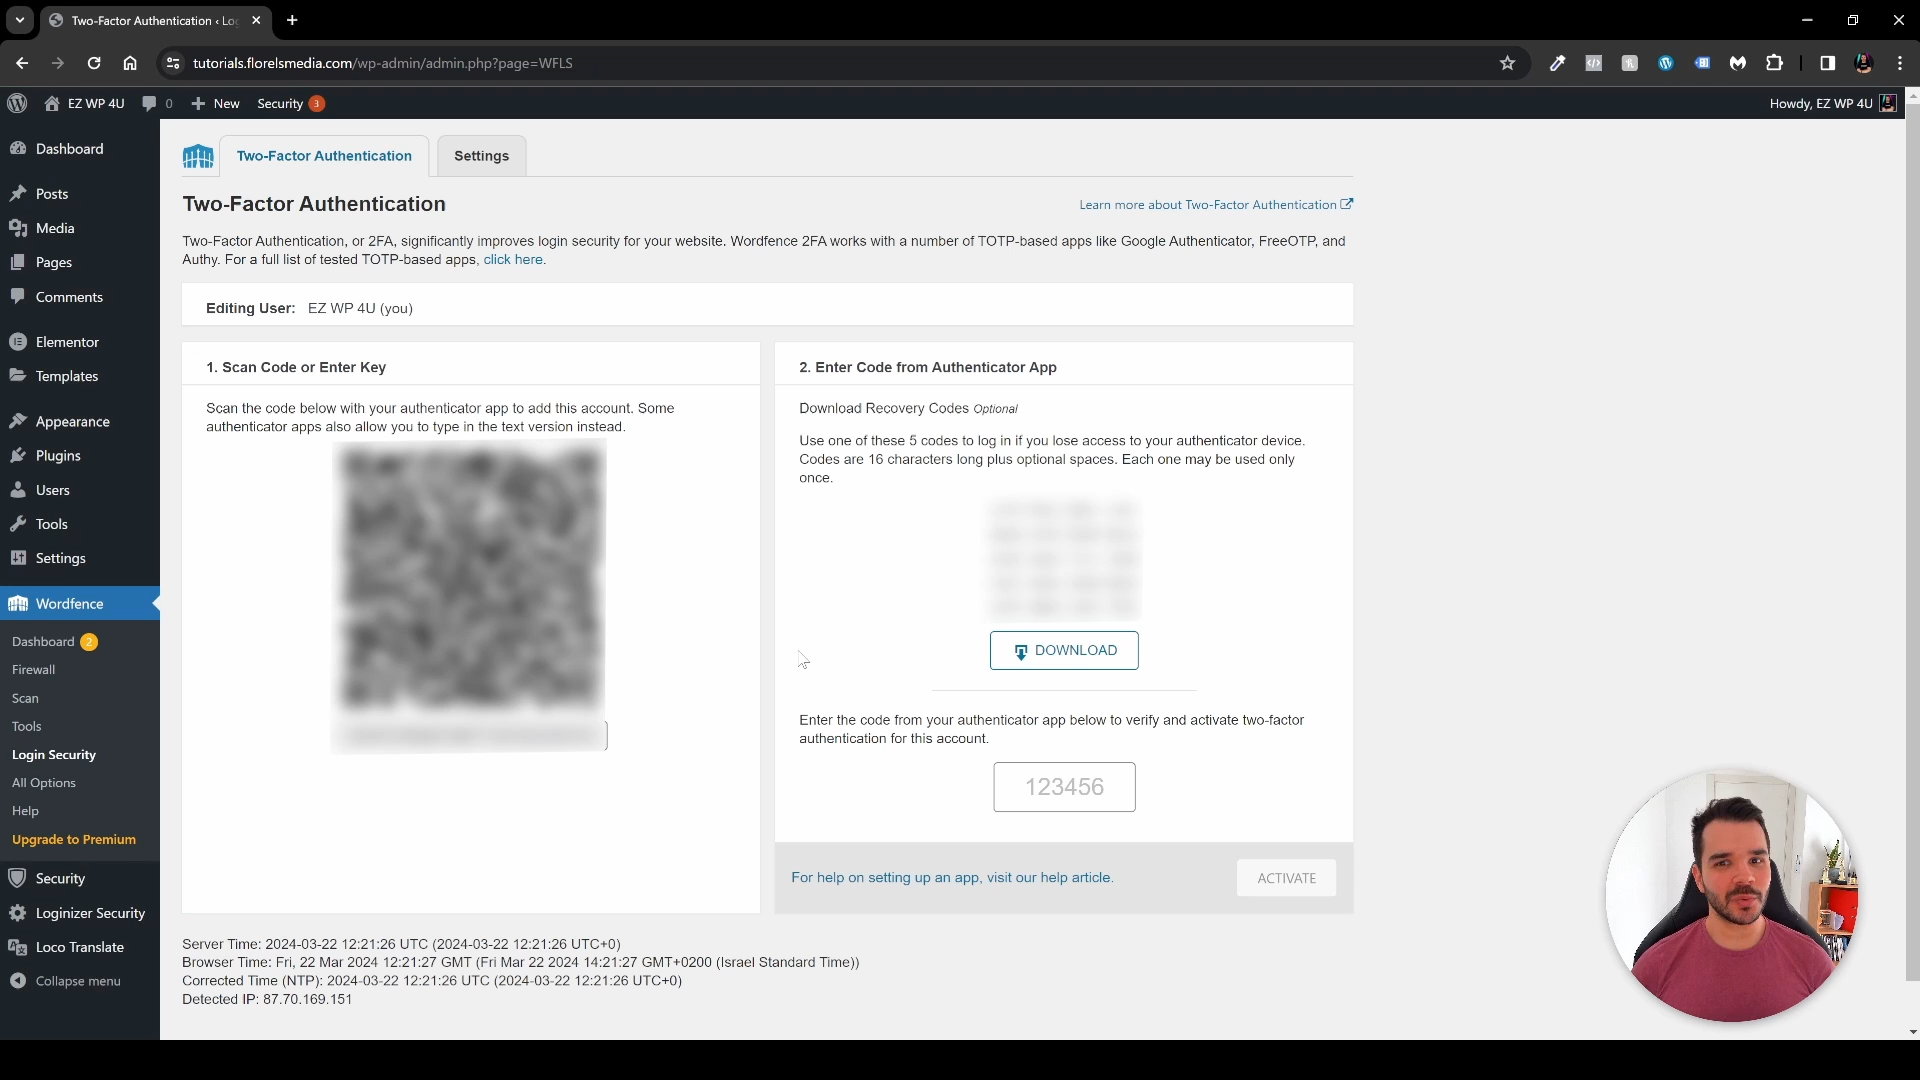 Two-Factor Authentication ‹ Lo
tutorials.florelsmedia.com/wp-admin/admin.php?page=WFLS
EZ WP 4U
0
New
Security
3
Howdy, EZ WP 4U
Dashboard
Posts
Media
Pages
Comments
Elementor
Templates
Appearance
Plugins
Users
Tools
Settings
Wordfence
Dashboard 2
Firewall
Scan
Tools
Login Security
All Options
Help
Upgrade to Premium
Security
Loginizer Security
Loco Translate
Collapse menu
Two-Factor Authentication
Settings
Two-Factor Authentication
Learn more about Two-Factor Authentication
Two-Factor Authentication, or 2FA, significantly improves login security for your website. Wordfence 2FA works with a number of TOTP-based apps like Google Authenticator, FreeOTP, and
Authy. For a full list of tested TOTP-based apps, click here.
Editing User: EZ WP 4U (you)
1. Scan Code or Enter Key
Scan the code below with your authenticator app to add this account. Some
authenticator apps also allow you to type in the text version instead.
2. Enter Code from Authenticator App
Download Recovery Codes Optional
Use one of these 5 codes to log in if you lose access to your authenticator device.
Codes are 16 characters long plus optional spaces. Each one may be used only
once.
DOWNLOAD
Enter the code from your authenticator app below to verify and activate two-factor
authentication for this account.
123456
For help on setting up an app, visit our help article.
ACTIVATE
Server Time: 2024-03-22 12:21:26 UTC (2024-03-22 12:21:26 UTC+0)
Browser Time: Fri, 22 Mar 2024 12:21:27 GMT (Fri Mar 22 2024 14:21:27 GMT+0200 (Israel Standard Time))
Corrected Time (NTP): 2024-03-22 12:21:26 UTC (2024-03-22 12:21:26 UTC+0)
Detected IP: 87.70.169.151